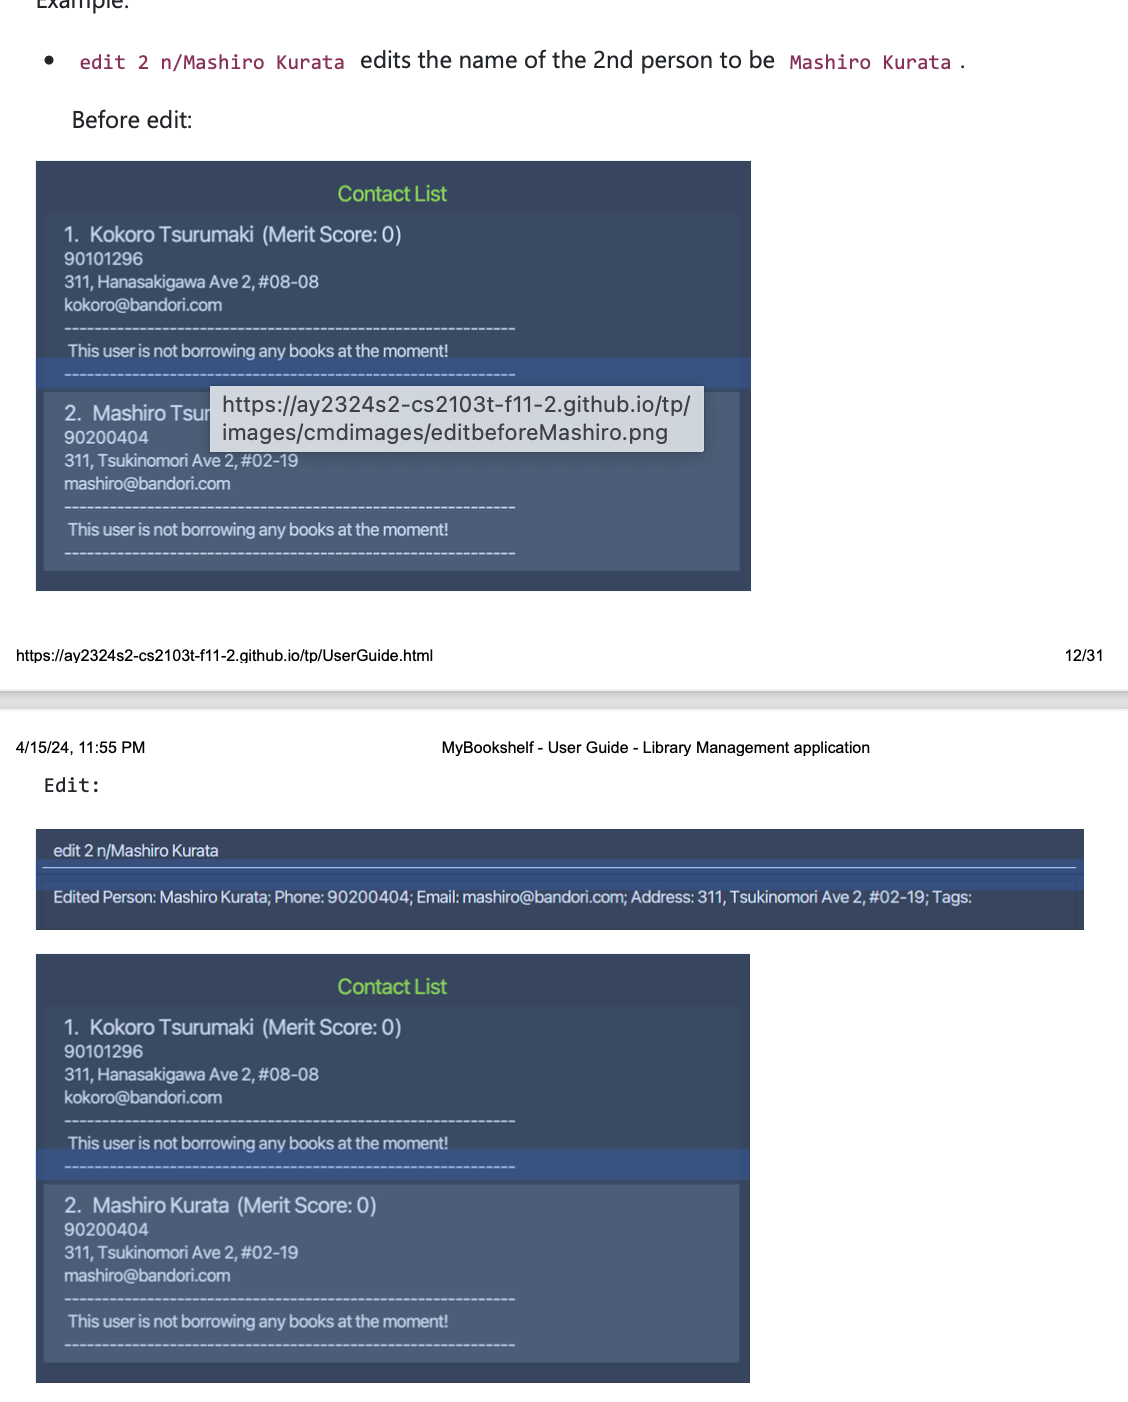 Example:
• edit 2 n/Mashiro Kurata edits the name of the 2nd person to be Mashiro Kurata .
Before edit:
Contact List
1. Kokoro Tsurumaki (Merit Score: 0)
90101296
311, Hanasakigawa Ave 2, #08-08
kokoro@bandori.com
------------------------------------------------------------
This user is not borrowing any books at the moment!
------------------------------------------------------------
2. Mashiro Tsur
https://ay2324s2-cs2103t-f11-2.github.io/tp/
images/cmdimages/editbeforeMashiro.png
90200404
311, Tsukinomori Ave 2, #02-19
mashiro@bandori.com
------------------------------------------------------------
This user is not borrowing any books at the moment!
------------------------------------------------------------
https://ay2324s2-cs2103t-f11-2.github.io/tp/UserGuide.html 12/31
4/15/24, 11:55 PM MyBookshelf - User Guide - Library Management application
Edit:
edit 2 n/Mashiro Kurata
Edited Person: Mashiro Kurata; Phone: 90200404; Email: mashiro@bandori.com; Address: 311, Tsukinomori Ave 2, #02-19; Tags:
Contact List
1. Kokoro Tsurumaki (Merit Score: 0)
90101296
311, Hanasakigawa Ave 2, #08-08
kokoro@bandori.com
------------------------------------------------------------
This user is not borrowing any books at the moment!
------------------------------------------------------------
2. Mashiro Kurata (Merit Score: 0)
90200404
311, Tsukinomori Ave 2, #02-19
mashiro@bandori.com
------------------------------------------------------------
This user is not borrowing any books at the moment!
------------------------------------------------------------